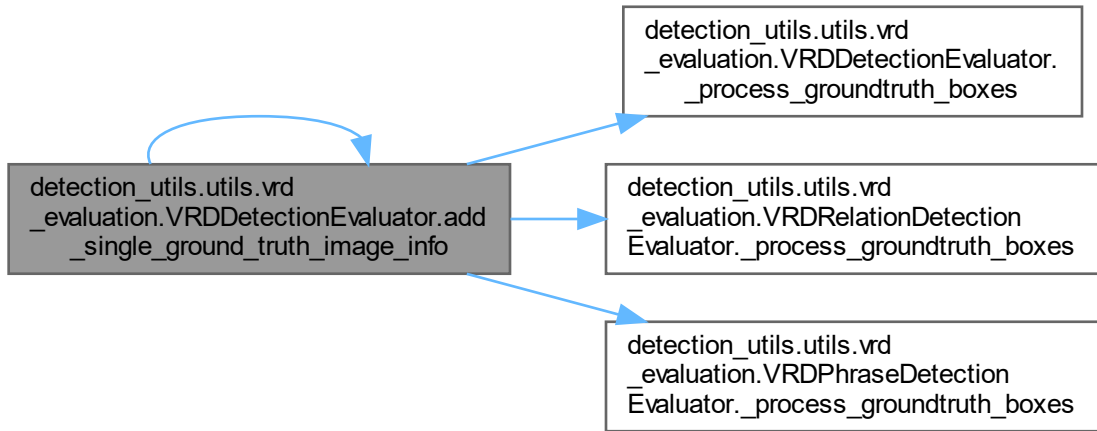 detection_utils.utils.vrd
_evaluation.VRDDetectionEvaluator.add
_single_ground_truth_image_info
detection_utils.utils.vrd
_evaluation.VRDDetectionEvaluator.
_process_groundtruth_boxes
detection_utils.utils.vrd
_evaluation.VRDRelationDetection
Evaluator._process_groundtruth_boxes
detection_utils.utils.vrd
_evaluation.VRDPhraseDetection
Evaluator._process_groundtruth_boxes